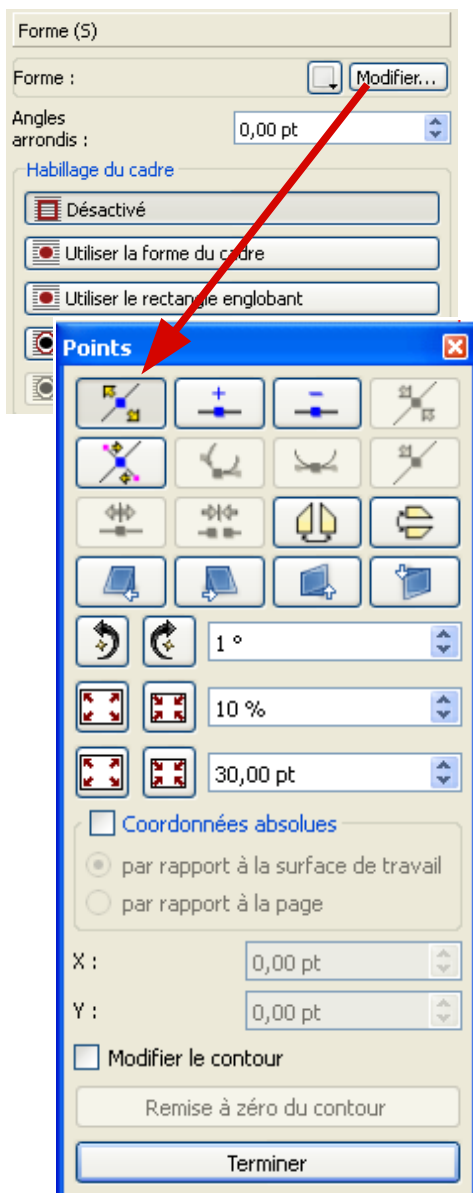 Forme (S)
Forme :
Modifier...
Angles
arrondis :
0,00 pt
Habillage du cadre
Désactivé
Utiliser la forme du cadre
Utiliser le rectangle englobant
Points
1 °
10 %
30,00 pt
Coordonnées absolues
par rapport à la surface de travail
par rapport à la page
X :
0,00 pt
Y :
0,00 pt
Modifier le contour
Remise à zéro du contour
Terminer